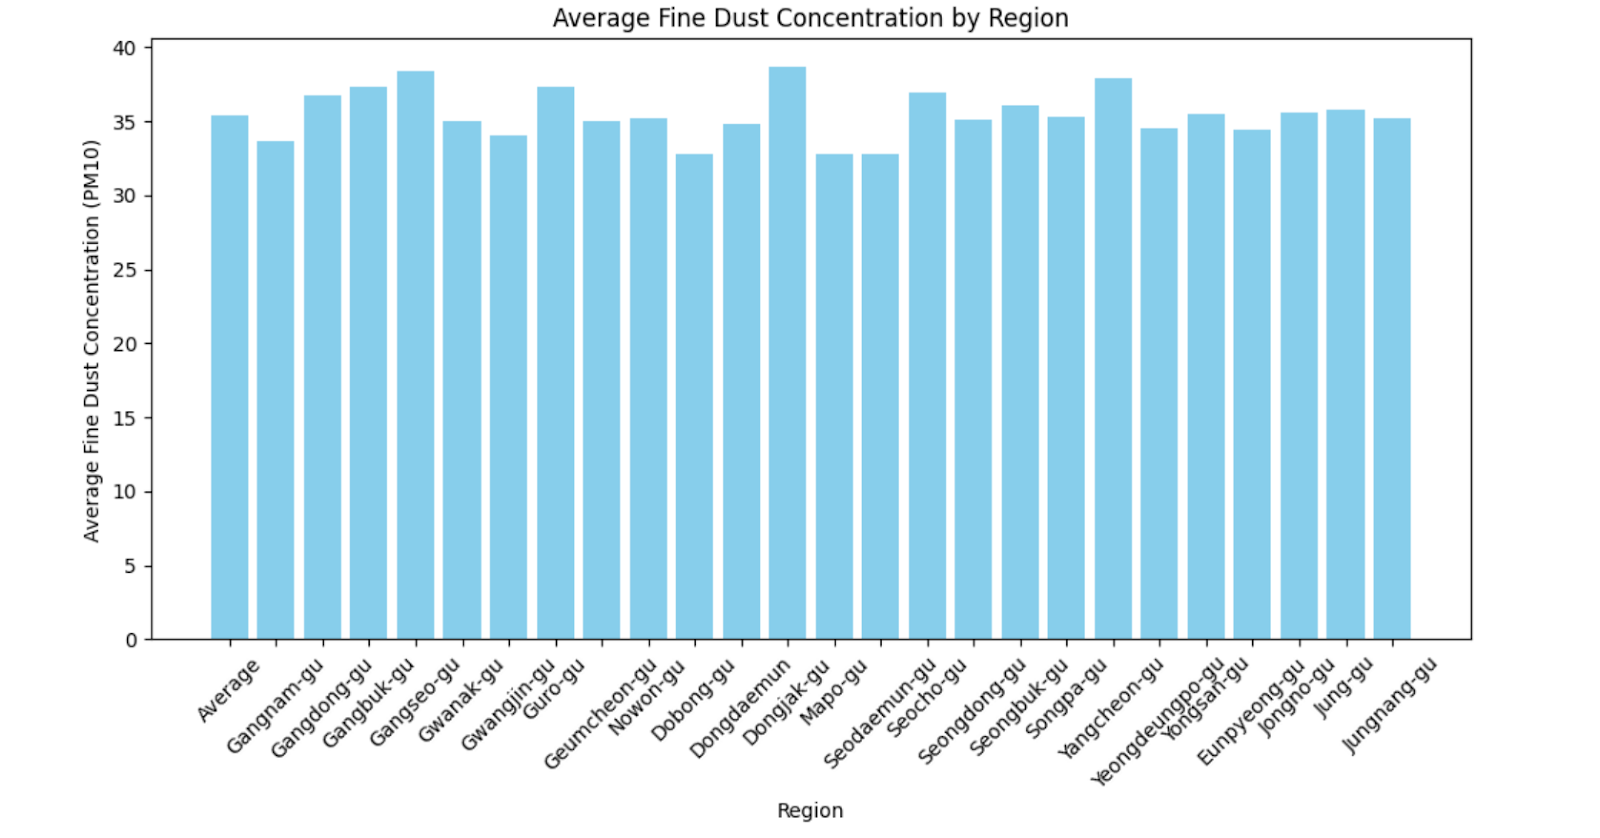 Average Fine Dust Concentration by Region
Average Fine Dust Concentration (PM10)
40
35
30
25
20
15
10
5
0
Average
Gangnam-gu
Gangdong-gu
Gangbuk-gu
Gangseo-gu
Gwanak-gu
Gwangjin-gu
Guro-gu
Geumcheon-gu
Nowon-gu
Dobong-gu
Dongdaemun
Dongjak-gu
Mapo-gu
Seodaemun-gu
Seocho-gu
Seongdong-gu
Seongbuk-gu
Songpa-gu
Yangcheon-gu
Yeongdeungpo-gu
Yongsan-gu
Eunpyeong-gu
Jongno-gu
Jung-gu
Jungnang-gu
Region